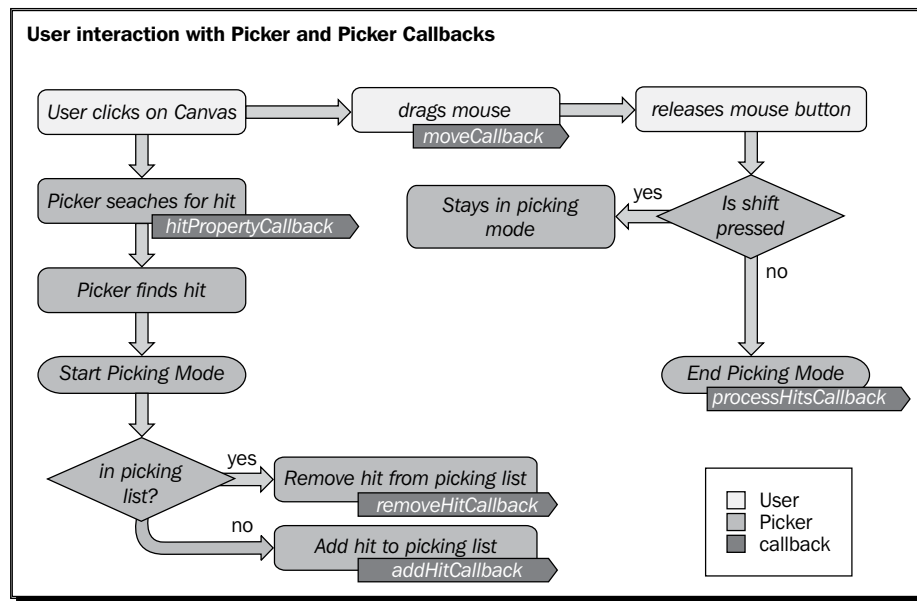 User interaction with Picker and Picker Callbacks
User clicks on Canvas
drags mouse
moveCallback
releases mouse button
Picker seaches for hit
hitPropertyCallback
Stays in picking
mode
yes
Is shift
pressed
no
Picker finds hit
Start Picking Mode
End Picking Mode
processHitsCallback
in picking
list?
yes
Remove hit from picking list
removeHitCallback
no
Add hit to picking list
addHitCallback
User
Picker
callback